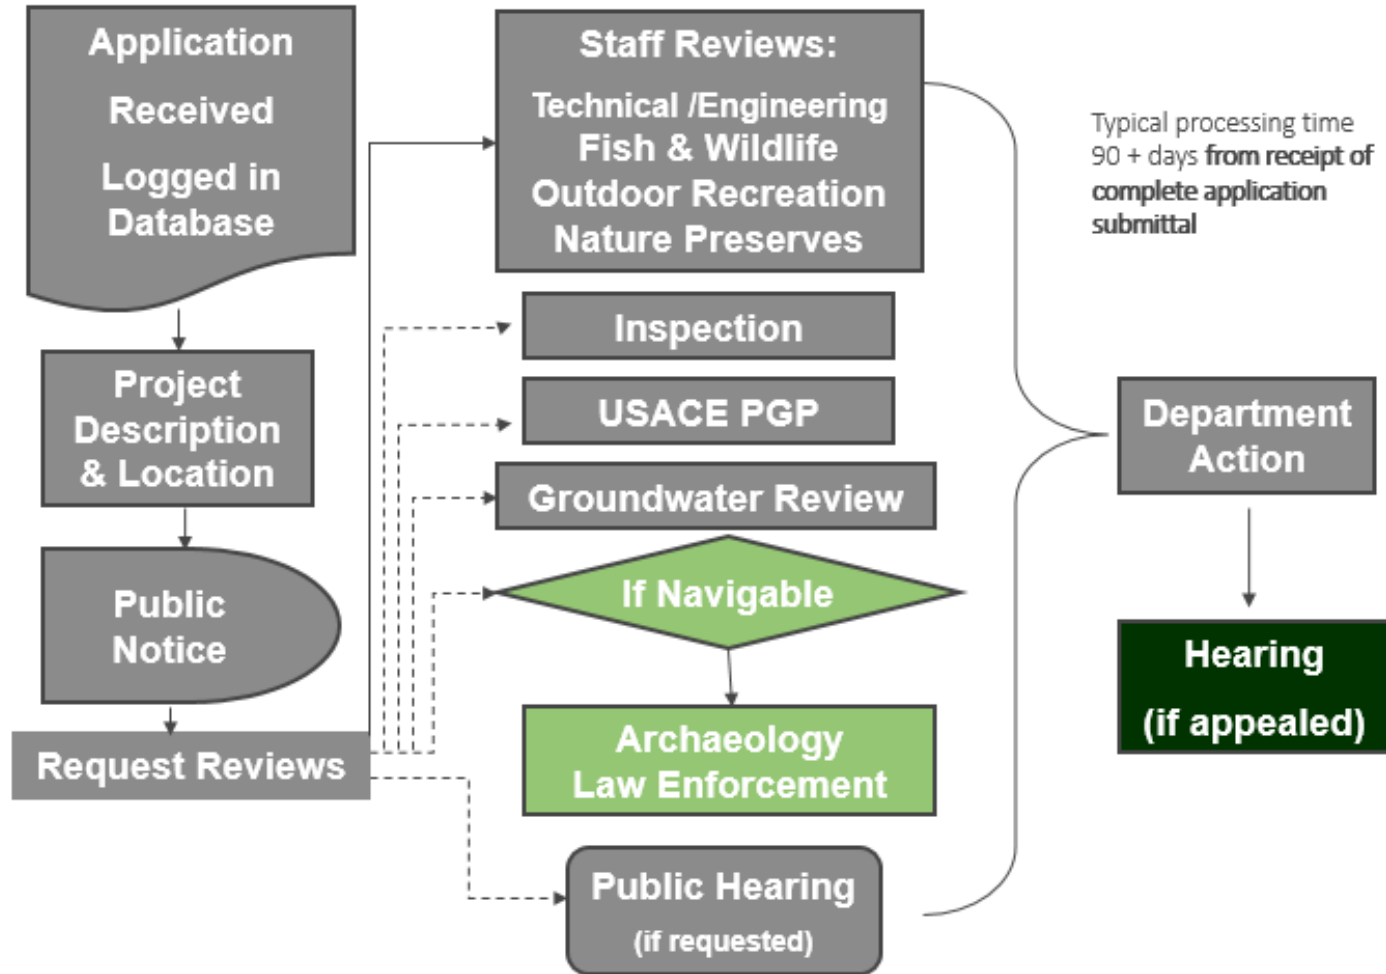 Application
Received
Logged in
Database
Project
Description
& Location
Public
Notice
Request Reviews
Staff Reviews:
Technical /Engineering
Fish & Wildlife
Outdoor Recreation
Nature Preserves
Inspection
USACE PGP
Groundwater Review
If Navigable
Archaeology
Law Enforcement
Public Hearing
(if requested)
Typical processing time
90 + days from receipt of
complete application
submittal
Department
Action
Hearing
(if appealed)